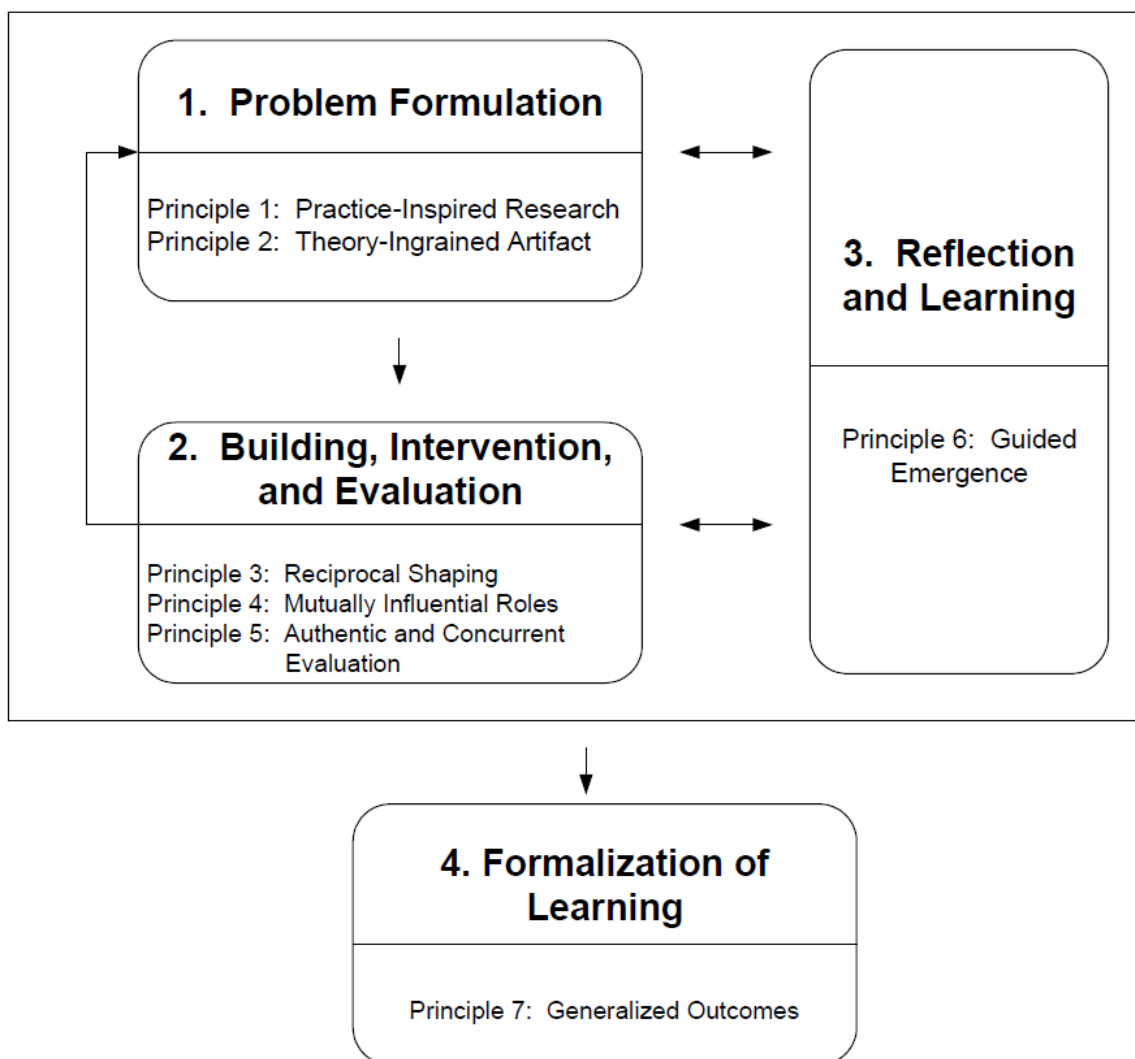 1. Problem Formulation
Principle 1: Practice-Inspired Research
Principle 2: Theory-Ingrained Artifact
2. Building, Intervention,
and Evaluation
Principle 3: Reciprocal Shaping
Principle 4: Mutually Influential Roles
Principle 5: Authentic and Concurrent
Evaluation
3. Reflection
and Learning
Principle 6: Guided
Emergence
4. Formalization of
Learning
Principle 7: Generalized Outcomes